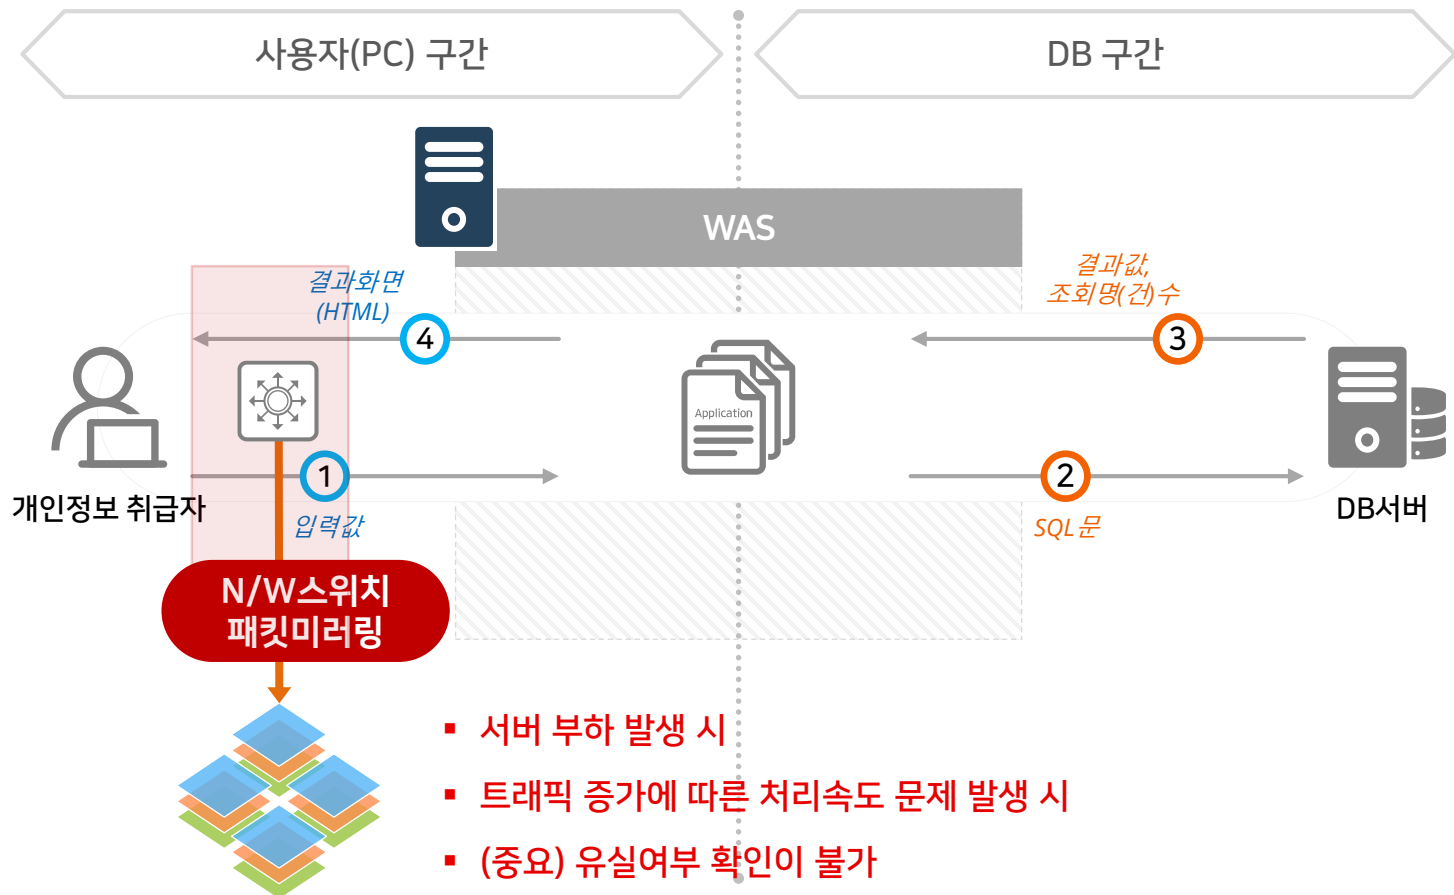 사용자(PC) 구간
DB 구간
WAS
결과화면
(HTML)
결과값,
조회명(건)수
4
3
Application
1
2
개인정보 취급자
입력값
SQL문
DB서버
N/W스위치
패킷미러링
▪ 서버 부하 발생 시
▪ 트래픽 증가에 따른 처리속도 문제 발생 시
▪ (중요) 유실여부 확인이 불가